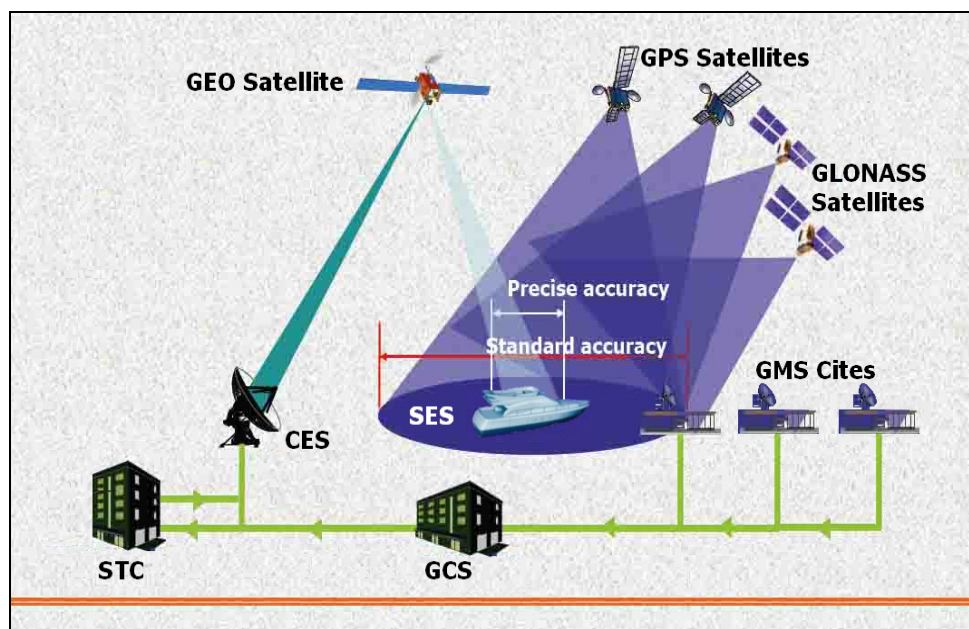 GEO Satellite
GPS Satellites
GLONASS
Satellites
Precise accuracy
Standard accuracy
GMS Cites
SES
CES
STC
GCS